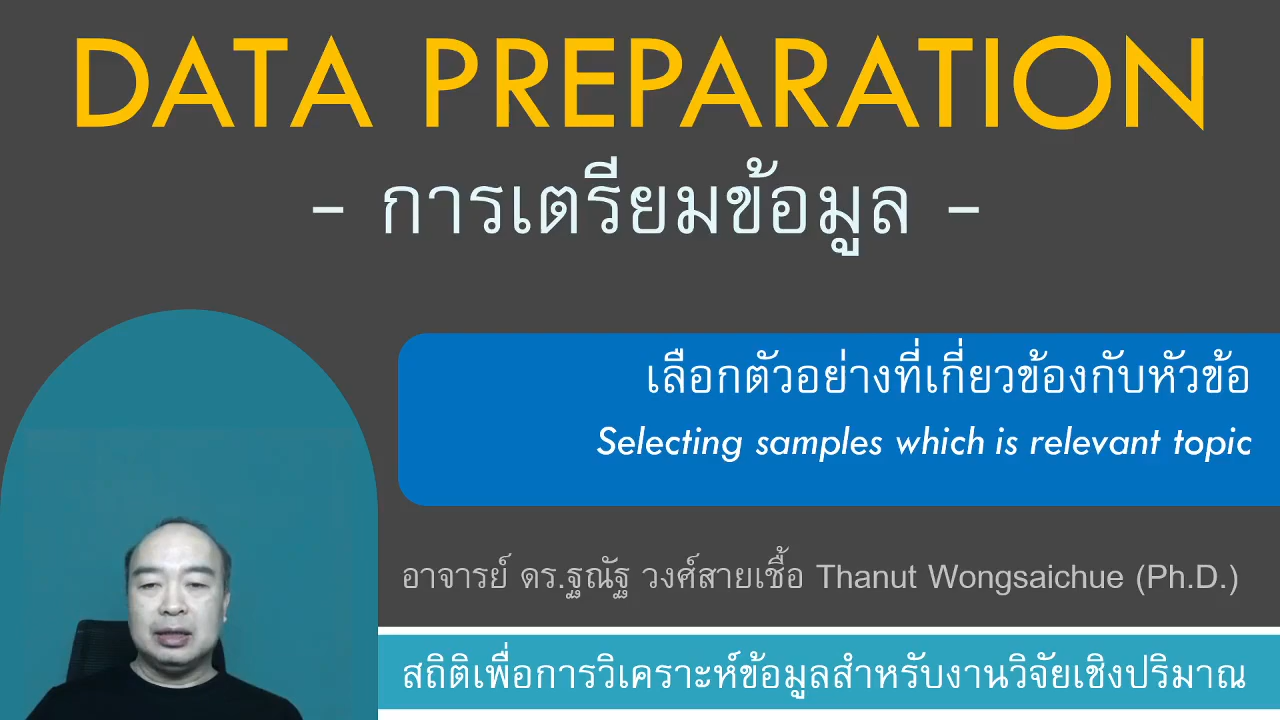 DATA PREPARATION
- การเตรียมข้อมูล -
เลือกตัวอย่างที่เกี่ยวข้องกับหัวข้อ
Selecting samples which is relevant topic
อาจารย์ ดร.ฐณัฐ วงศ์สายเชื้อ Thanut Wongsaichue (Ph.D.)
สถิติเพื่อการวิเคราะห์ข้อมูลสำหรับงานวิจัยเชิงปริมาณ